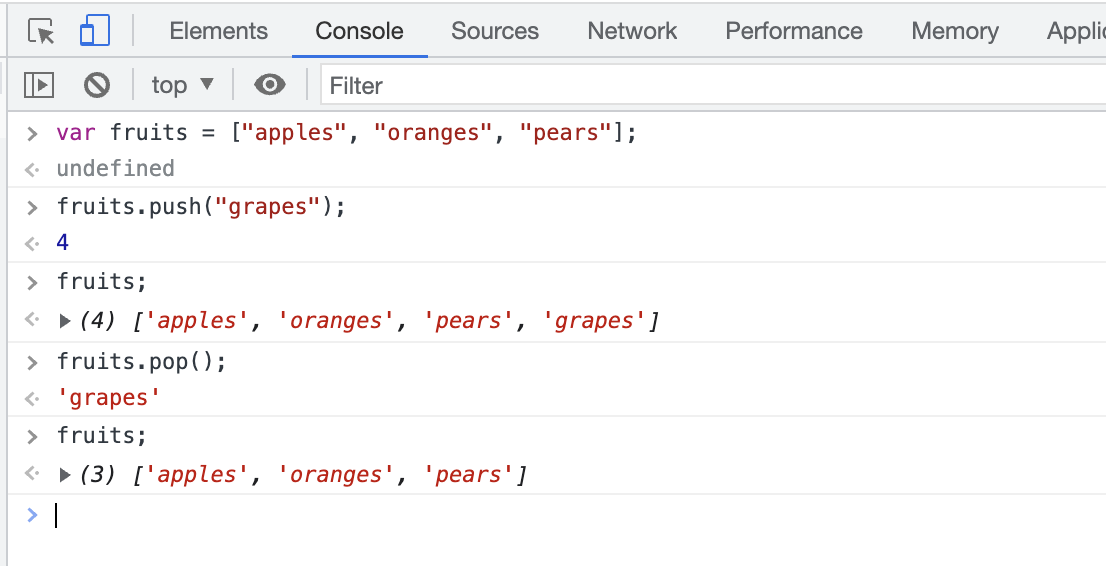 Elements Console Sources Network Performance Memory Applic
top ▼ Filter
> var fruits = ["apples", "oranges", "pears"];
<· undefined
> fruits.push("grapes");
<· 4
> fruits;
<· ▶ (4) ['apples', 'oranges', 'pears', 'grapes']
> fruits.pop();
<· 'grapes'
> fruits;
<· ▶ (3) ['apples', 'oranges', 'pears']
>